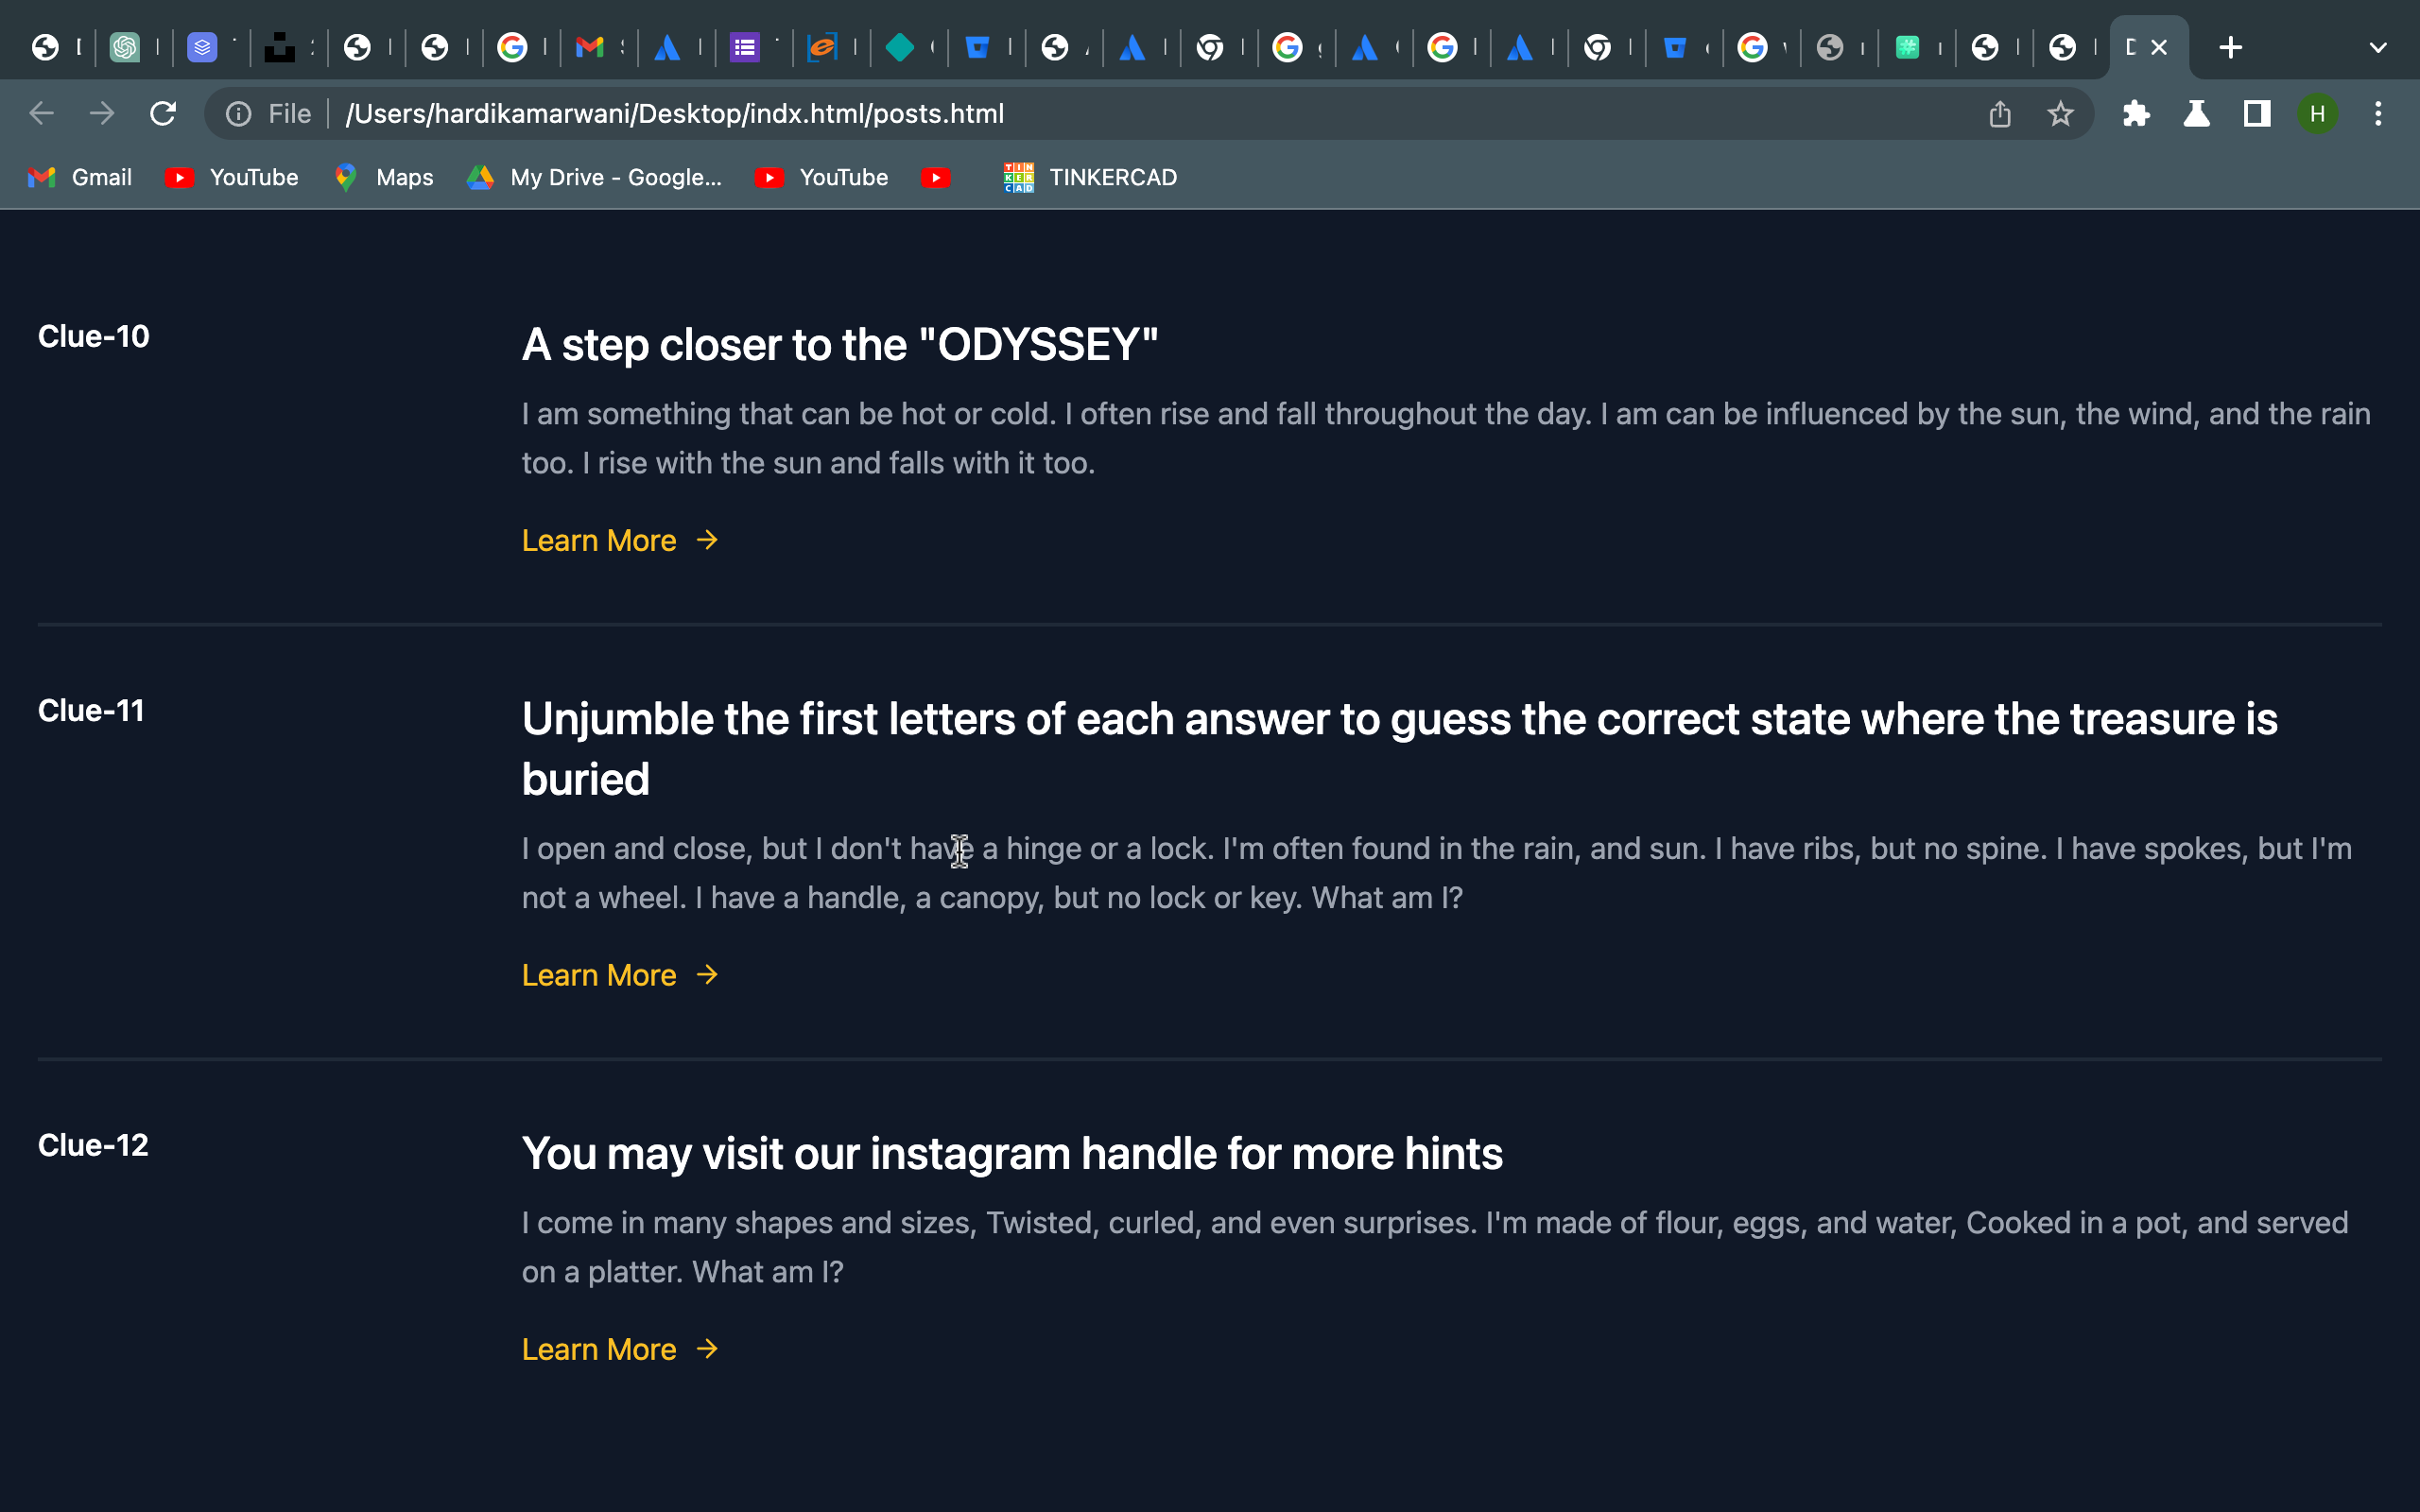 File /Users/hardikamarwani/Desktop/indx.html/posts.html
H
Gmail YouTube Maps My Drive - Google... YouTube TINKERCAD
Clue-10
A step closer to the "ODYSSEY"
I am something that can be hot or cold. I often rise and fall throughout the day. I am can be influenced by the sun, the wind, and the rain
too. I rise with the sun and falls with it too.
Learn More →
Clue-11
Unjumble the first letters of each answer to guess the correct state where the treasure is
buried
I open and close, but I don't have a hinge or a lock. I'm often found in the rain, and sun. I have ribs, but no spine. I have spokes, but I'm
not a wheel. I have a handle, a canopy, but no lock or key. What am I?
Learn More →
Clue-12
You may visit our instagram handle for more hints
I come in many shapes and sizes, Twisted, curled, and even surprises. I'm made of flour, eggs, and water, Cooked in a pot, and served
on a platter. What am I?
Learn More →